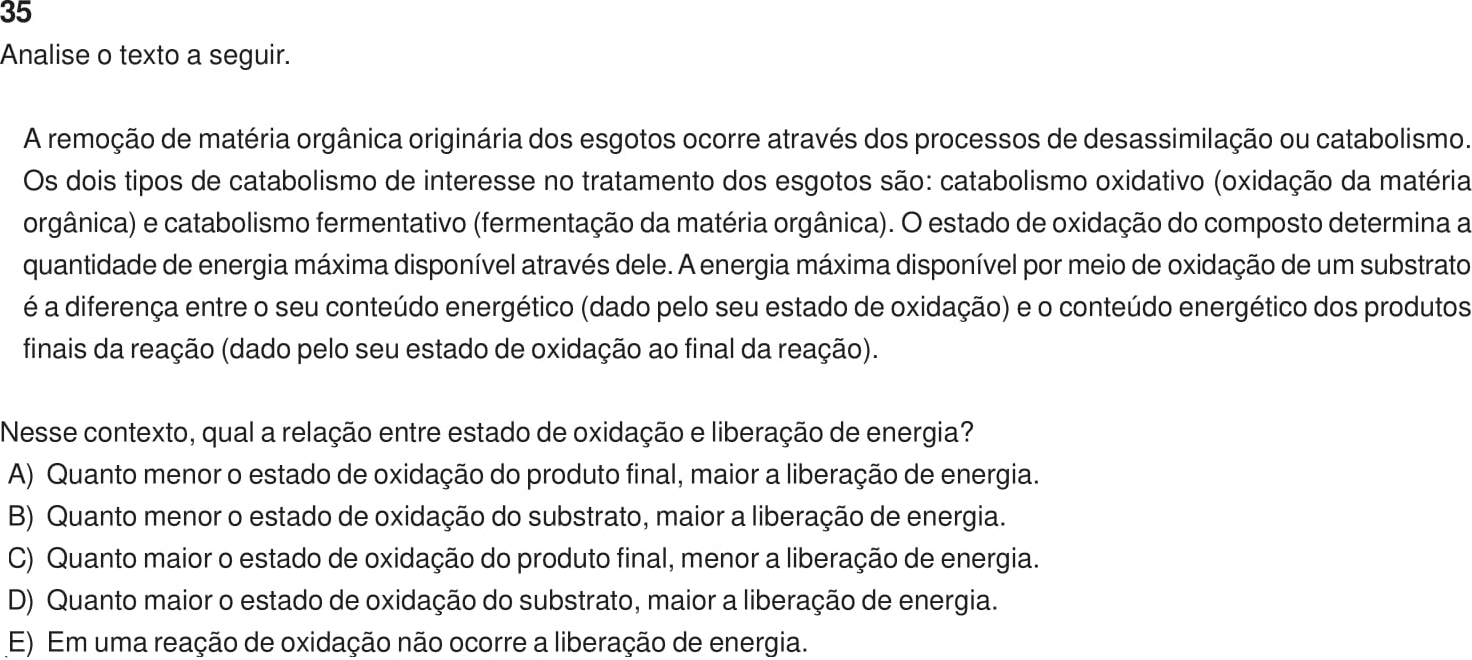 35
Analise o texto a seguir.
A remoção de matéria orgânica originária dos esgotos ocorre através dos processos de desassimilação ou catabolismo.
Os dois tipos de catabolismo de interesse no tratamento dos esgotos são: catabolismo oxidativo (oxidação da matéria
orgânica) e catabolismo fermentativo (fermentação da matéria orgânica). O estado de oxidação do composto determina a
quantidade de energia máxima disponível através dele. A energia máxima disponível por meio de oxidação de um substrato
é a diferença entre o seu conteúdo energético (dado pelo seu estado de oxidação) e o conteúdo energético dos produtos
finais da reação (dado pelo seu estado de oxidação ao final da reação).
Nesse contexto, qual a relação entre estado de oxidação e liberação de energia?
A) Quanto menor o estado de oxidação do produto final, maior a liberação de energia.
B) Quanto menor o estado de oxidação do substrato, maior a liberação de energia.
C) Quanto maior o estado de oxidação do produto final, menor a liberação de energia.
D) Quanto maior o estado de oxidação do substrato, maior a liberação de energia.
E) Em uma reação de oxidação não ocorre a liberação de energia.